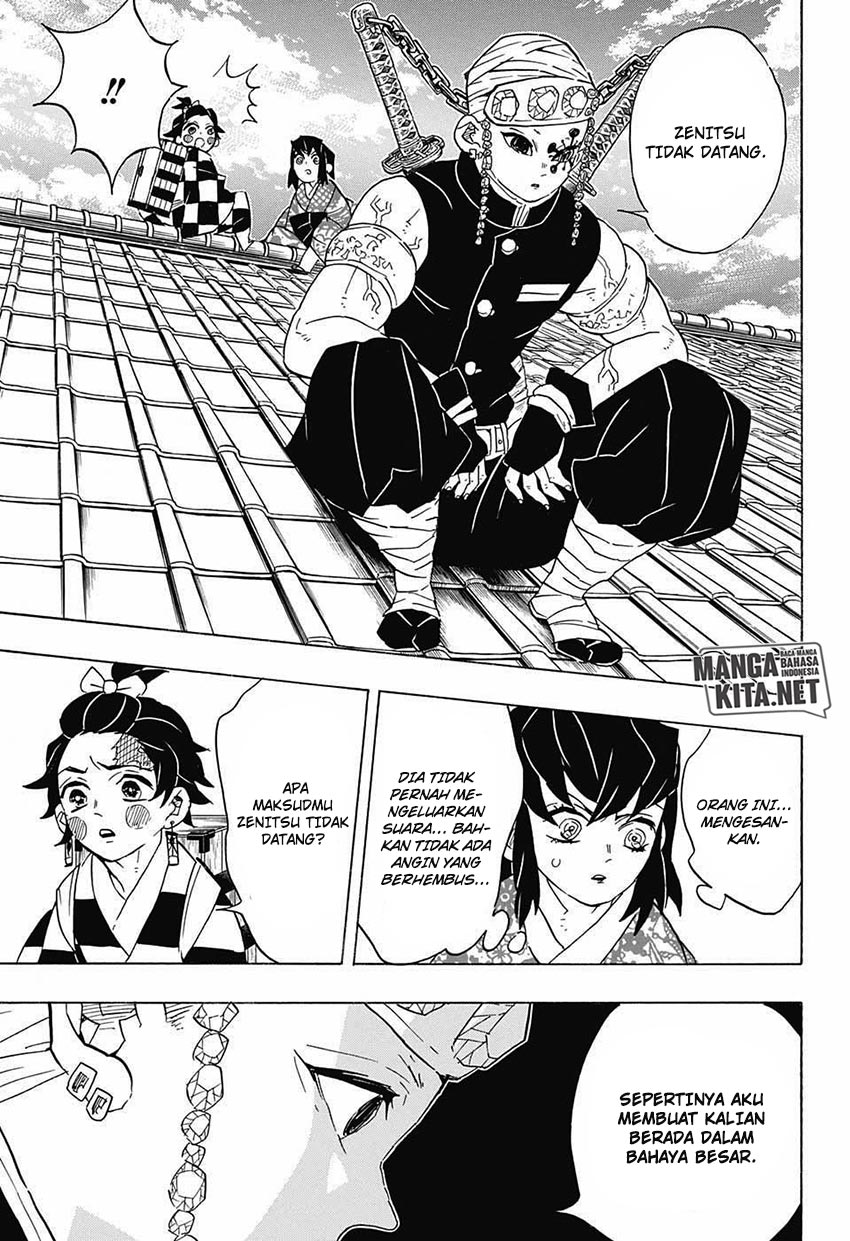 ZENITSU
TIDAK DATANG.
!!
MANGA
KITA.NET
BACA MANGA
BAHASA
INDONESIA
ORANG INI...
MENGESAN-
KAN.
DIA TIDAK
PERNAH ME-
NGELUARKAN
SUARA... BAH-
KAN TIDAK ADA
ANGIN YANG
BERHEMBUS...
APA
MAKSUDMU
ZENITSU TIDAK
DATANG?
SEPERTINYA AKU
MEMBUAT KALIAN
BERADA DALAM
BAHAYA BESAR.